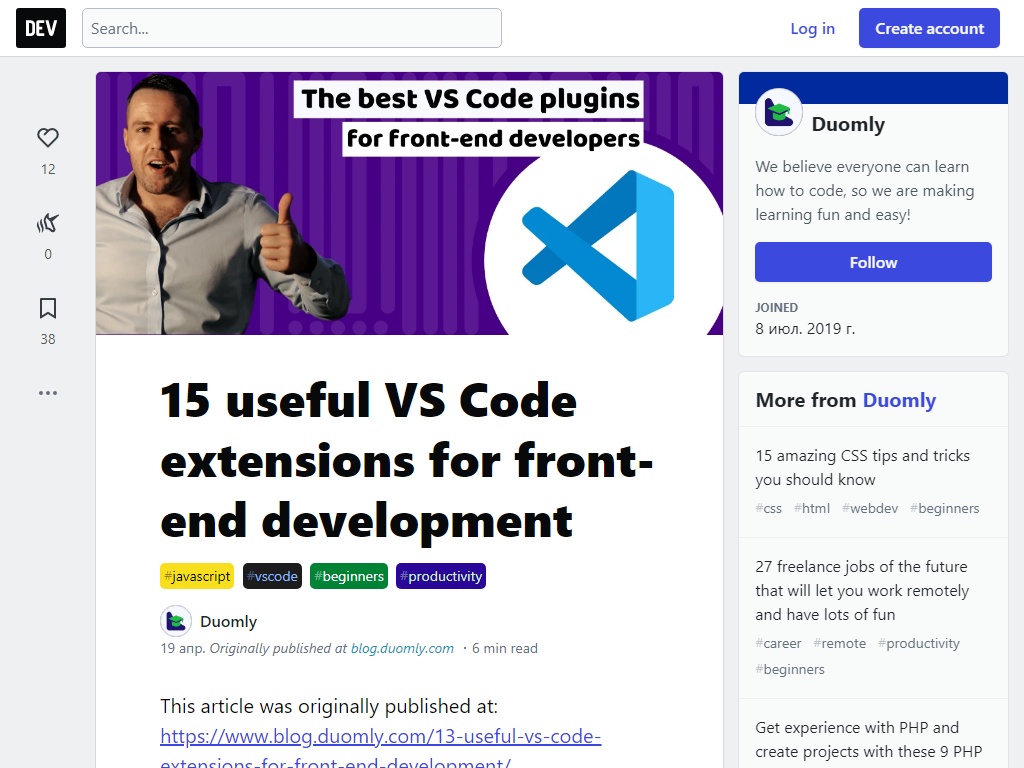 DEV
Search...
Log in
Create account
12
0
38
The best VS Code plugins
for front-end developers
15 useful VS Code
extensions for front-
end development
#javascript #vscode #beginners #productivity
Duomly
19 апр. Originally published at blog.duomly.com ・6 min read
This article was originally published at:
https://www.blog.duomly.com/13-useful-vs-code-
extensions-for-front-end-development/
Duomly
We believe everyone can learn
how to code, so we are making
learning fun and easy!
Follow
JOINED
8 июл. 2019 г.
More from Duomly
15 amazing CSS tips and tricks
you should know
#css #html #webdev #beginners
27 freelance jobs of the future
that will let you work remotely
and have lots of fun
#career #remote #productivity
#beginners
Get experience with PHP and
create projects with these 9 PHP